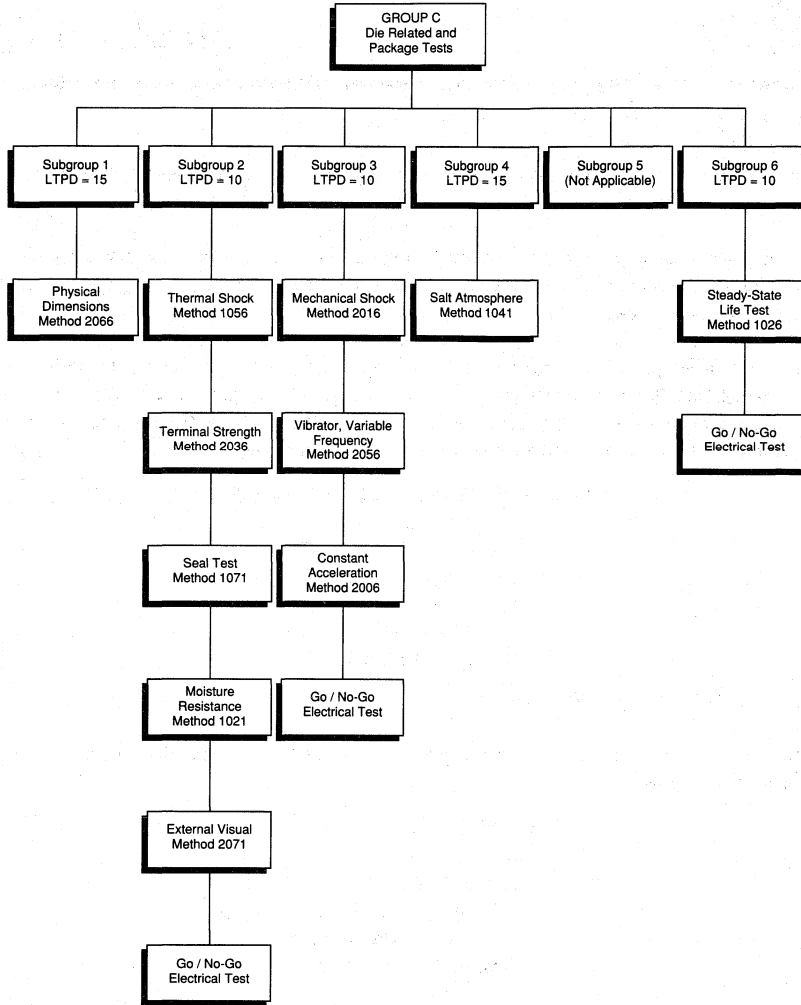 GROUP C
Die Related and
Package Tests
Subgroup 1
LTPD = 15
Subgroup 2
LTPD = 10
Subgroup 3
LTPD = 10
Subgroup 4
LTPD = 15
Subgroup 5
(Not Applicable)
Subgroup 6
LTPD = 10
Physical
Dimensions
Method 2066
Thermal Shock
Method 1056
Mechanical Shock
Method 2016
Salt Atmosphere
Method 1041
Steady-State
Life Test
Method 1026
Terminal Strength
Method 2036
Vibrator, Variable
Frequency
Method 2056
Go / No-Go
Electrical Test
Seal Test
Method 1071
Constant
Acceleration
Method 2006
Moisture
Resistance
Method 1021
Go / No-Go
Electrical Test
External Visual
Method 2071
Go / No-Go
Electrical Test